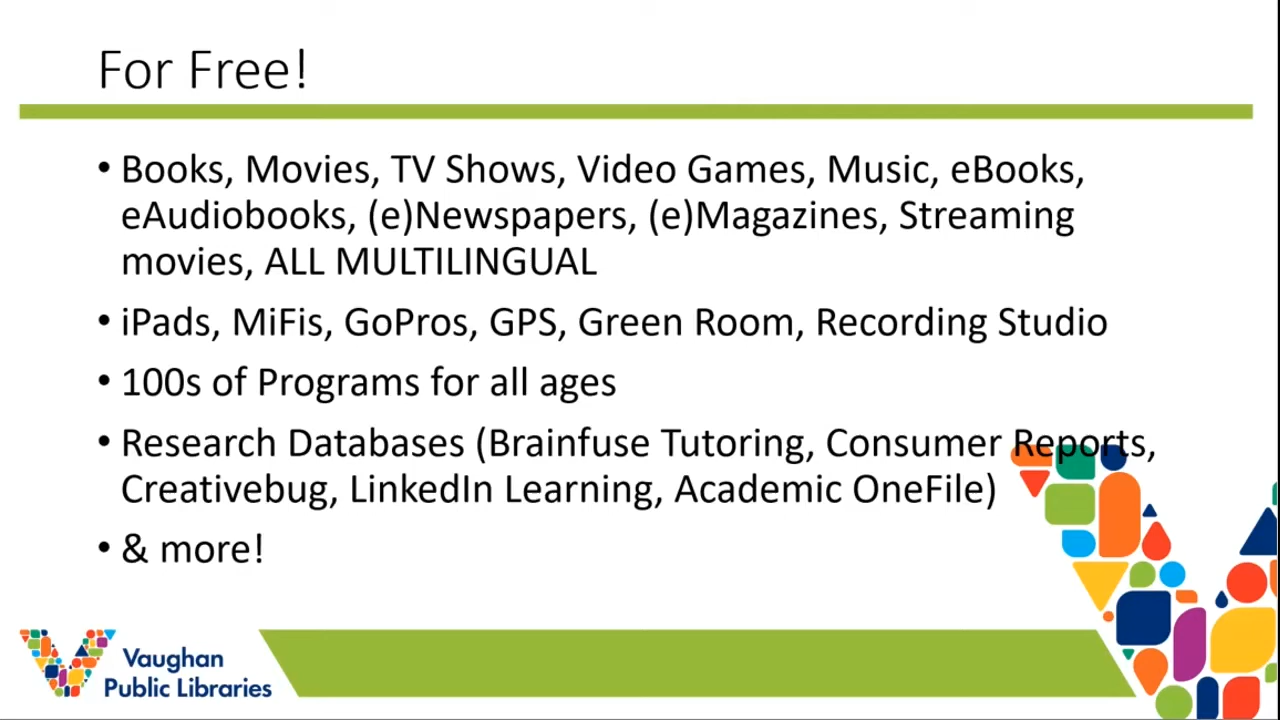 For Free!
• Books, Movies, TV Shows, Video Games, Music, eBooks,
eAudiobooks, (e)Newspapers, (e)Magazines, Streaming
movies, ALL MULTILINGUAL
• iPads, MiFis, GoPros, GPS, Green Room, Recording Studio
• 100s of Programs for all ages
• Research Databases (Brainfuse Tutoring, Consumer Reports,
Creativebug, LinkedIn Learning, Academic OneFile)
• & more!
Vaughan
Public Libraries